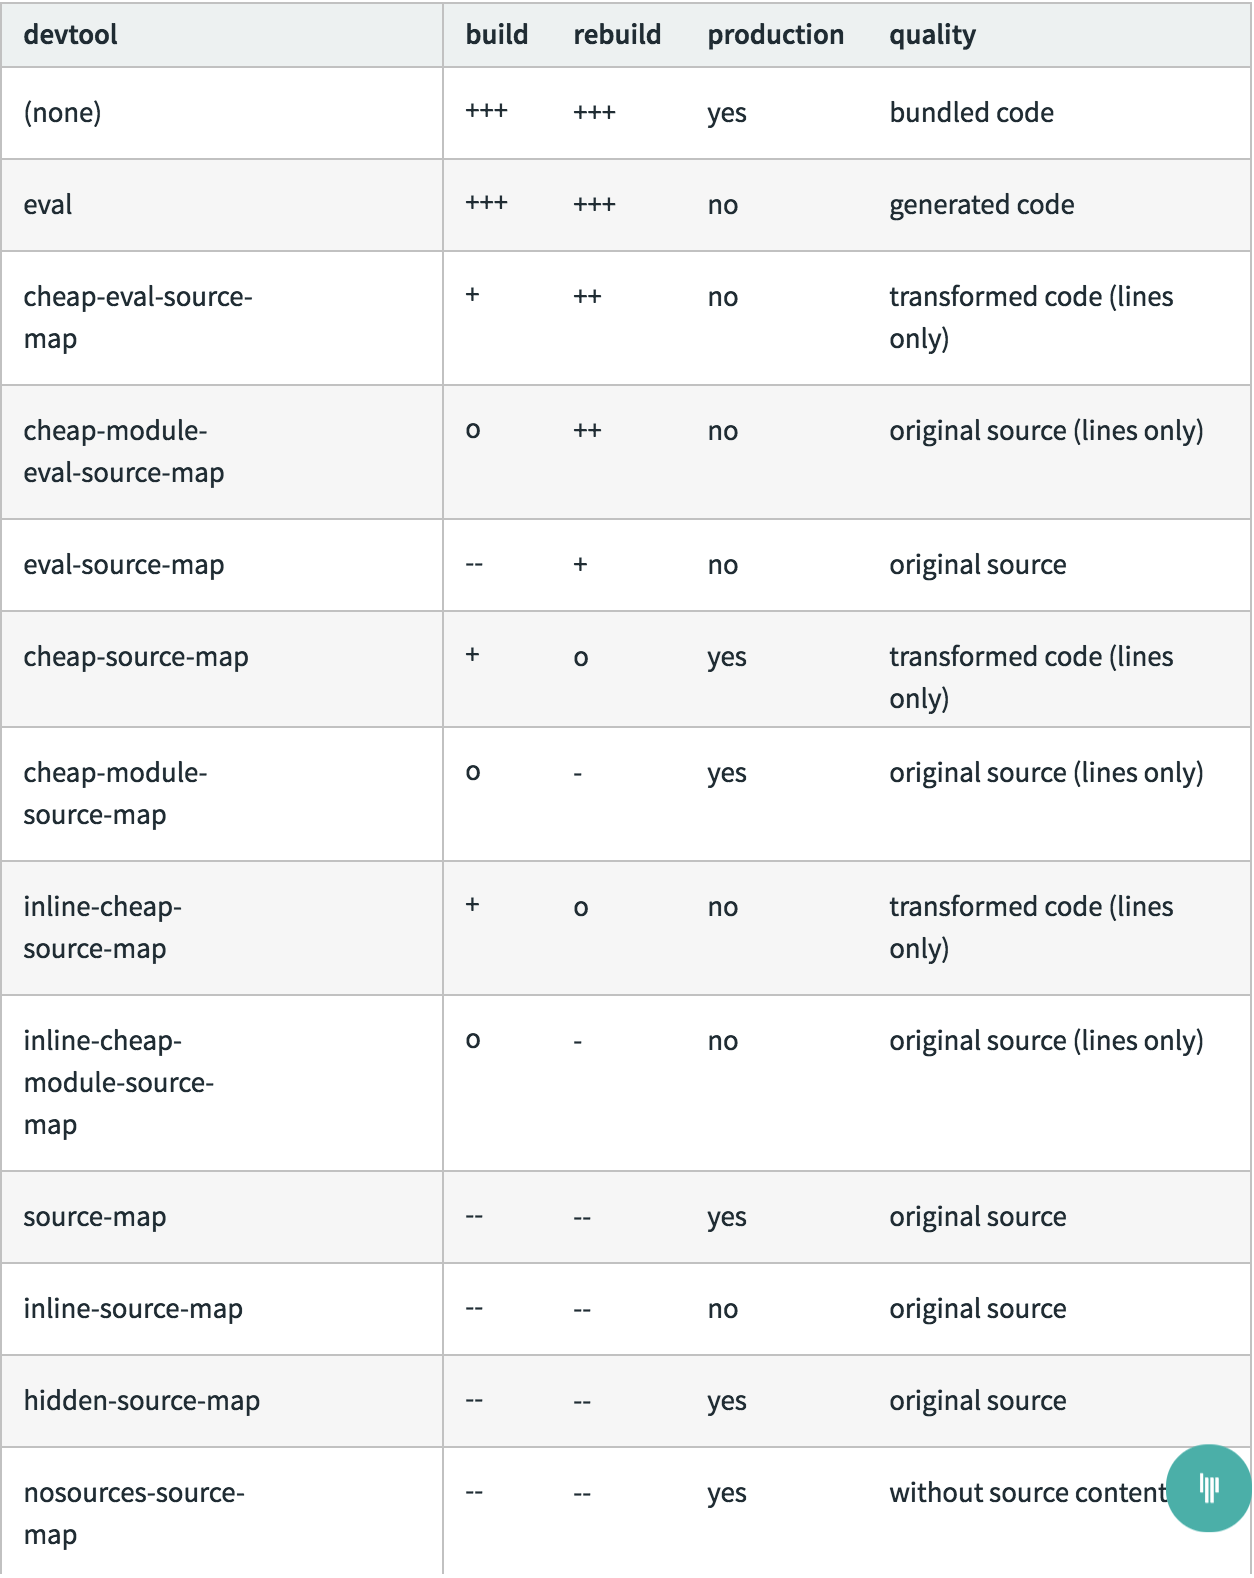 devtool build rebuild production quality
(none) +++ +++ yes bundled code
eval +++ +++ no generated code
cheap-eval-source- + ++ no transformed code (lines
map only)
cheap-module- o ++ no original source (lines only)
eval-source-map
eval-source-map -- + no original source
cheap-source-map + o yes transformed code (lines
only)
cheap-module- o - yes original source (lines only)
source-map
inline-cheap- + o no transformed code (lines
source-map only)
inline-cheap- o - no original source (lines only)
module-source-
map
source-map -- -- yes original source
inline-source-map -- -- no original source
hidden-source-map -- -- yes original source
nosources-source- -- -- yes without source content
map